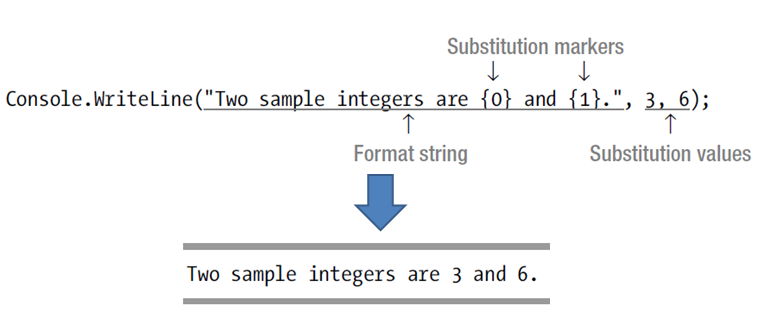 Substitution markers
Console.WriteLine("Two sample integers are {0} and {1}.", 3, 6);
Format string
Substitution values
Two sample integers are 3 and 6.